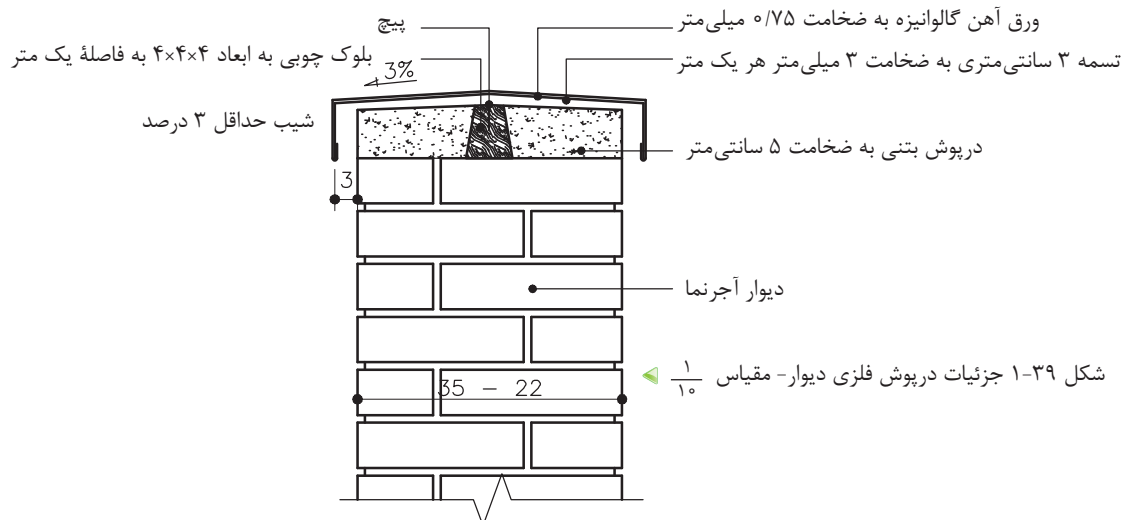 ورق آهن گالوانیزه به ضخامت ۰/۷۵ میلی‌متر
پیچ
تسمه ۳ سانتی‌متری به ضخامت ۳ میلی‌متر هر یک متر
بلوک چوبی به ابعاد ۴×۴×۴ به فاصلهٔ یک متر
3%
شیب حداقل ۳ درصد
درپوش بتنی به ضخامت ۵ سانتی‌متر
3
دیوار آجرنما
شکل ۳۹-۱ جزئیات درپوش فلزی دیوار- مقیاس ۱/۱۰
35 – 22